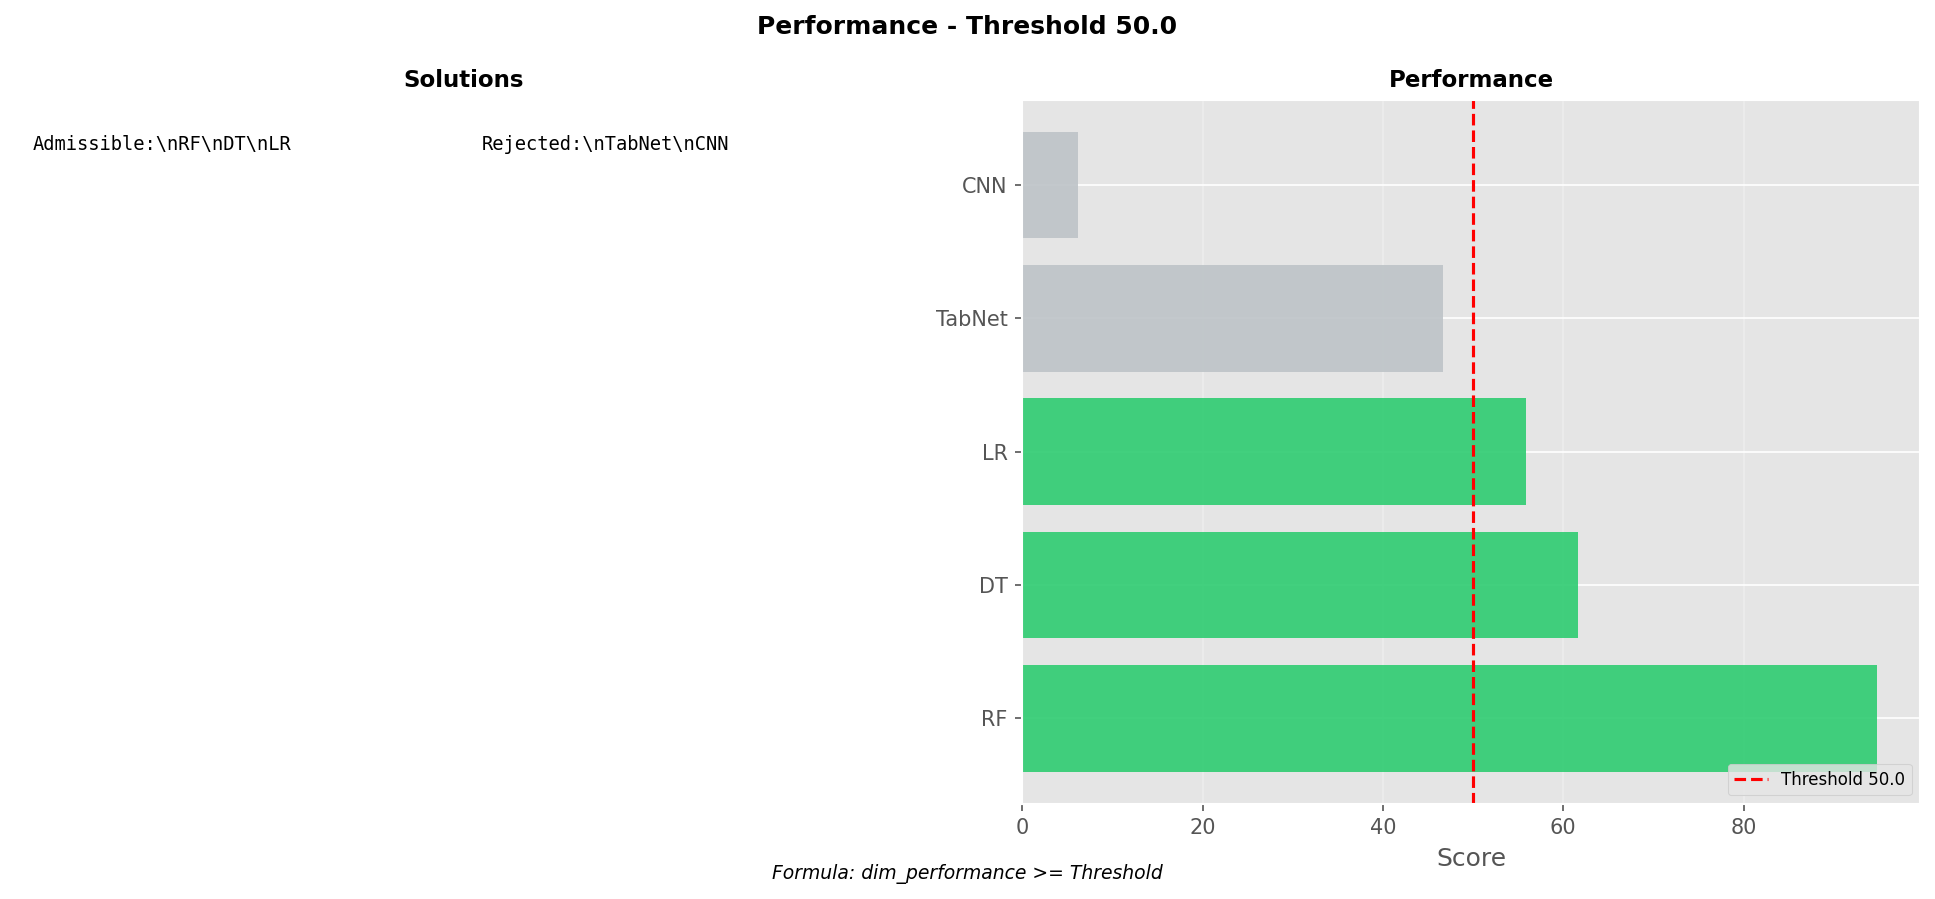 Performance - Threshold 50.0
Solutions
Admissible:\nRF\nDT\nLR
Rejected:\nTabNet\nCNN
Performance
CNN
TabNet
LR
DT
RF
Threshold 50.0
0 20 40 60 80
Score
Formula: dim_performance >= Threshold